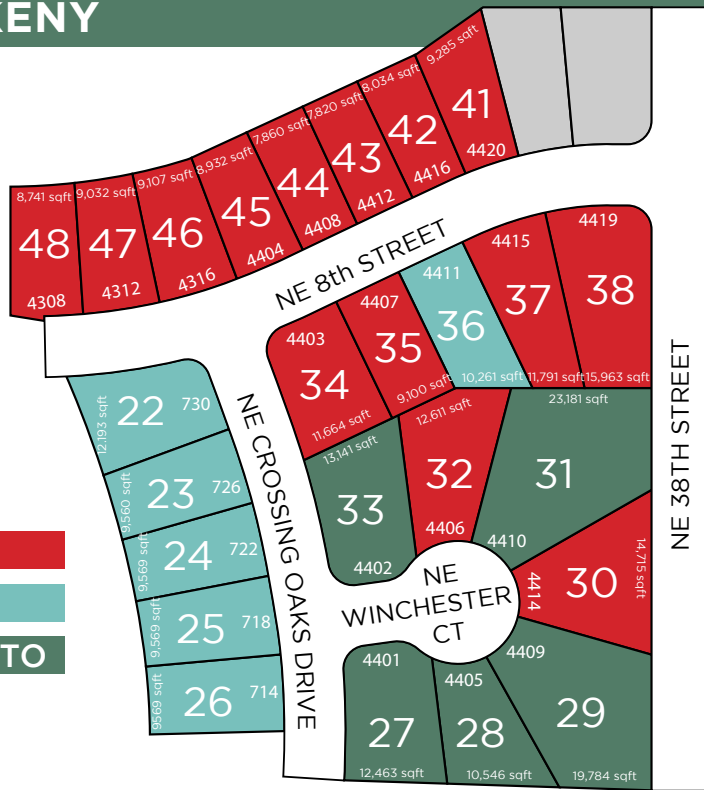 KENY
9,285 sqft
41
4420
8,034 sqft
42
4416
7,820 sqft
43
4412
7,860 sqft
44
4408
8,932 sqft
45
4404
9,107 sqft
46
4316
9,032 sqft
47
4312
8,741 sqft
48
4308
NE 8th STREET
4403
34
11,664 sqft
4407
35
9,100 sqft
4411
36
10,261 sqft
4415
37
11,791 sqft
4419
38
15,963 sqft
NE 38TH STREET
12,193 sqft
22
730
9,560 sqft
23
726
9,569 sqft
24
722
9,569 sqft
25
718
9569 sqft
26
714
NE CROSSING OAKS DRIVE
13,141 sqft
33
4402
12,611 sqft
32
4406
23,181 sqft
31
4410
14,715 sqft
30
4414
NE
WINCHESTER
CT
4401
27
12,463 sqft
4405
28
10,546 sqft
4409
29
19,784 sqft
TO